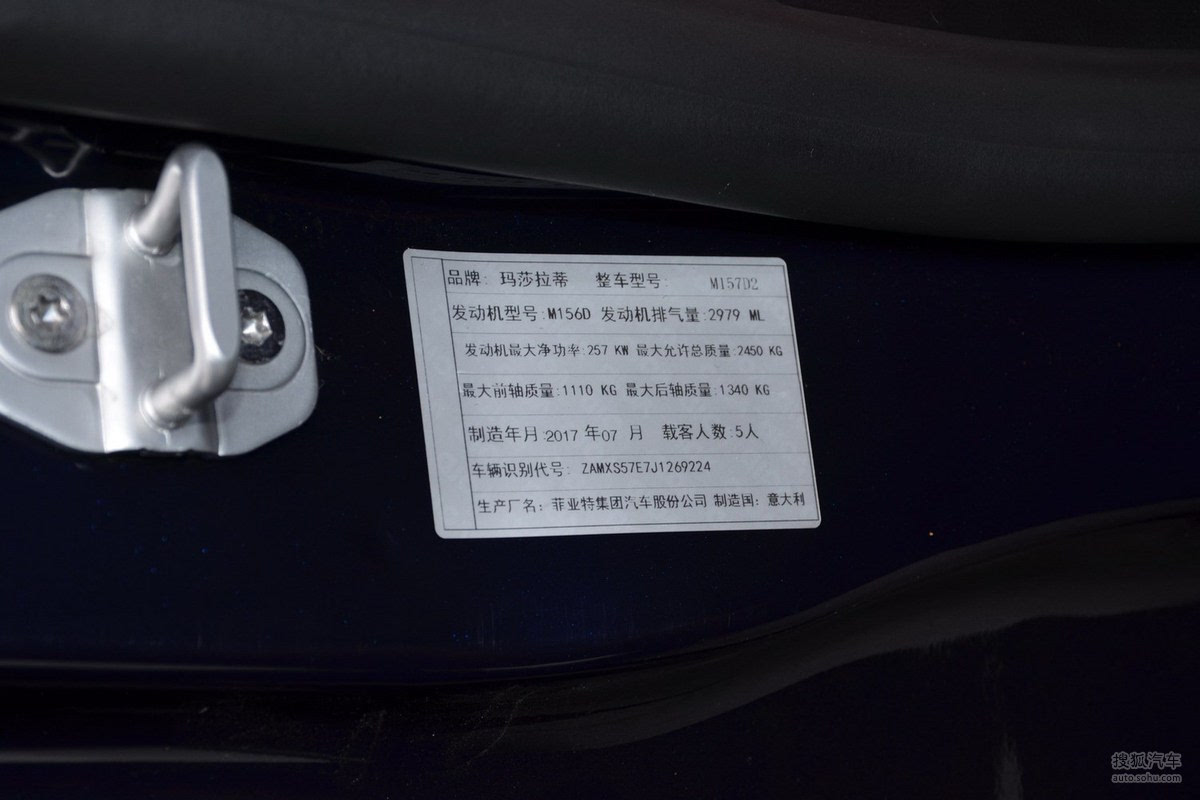 品牌: 玛莎拉蒂 整车型号: M157D2
发动机型号:M156D 发动机排气量:2979 ML
发动机最大净功率:257 KW 最大允许总质量:2450 KG
最大前轴质量:1110 KG 最大后轴质量:1340 KG
制造年月:2017 年07 月 载客人数:5人
车辆识别代号: ZAMXS57E7J1269224
生产厂名: 菲亚特集团汽车股份公司 制造国: 意大利
搜狐汽车
auto.sohu.com